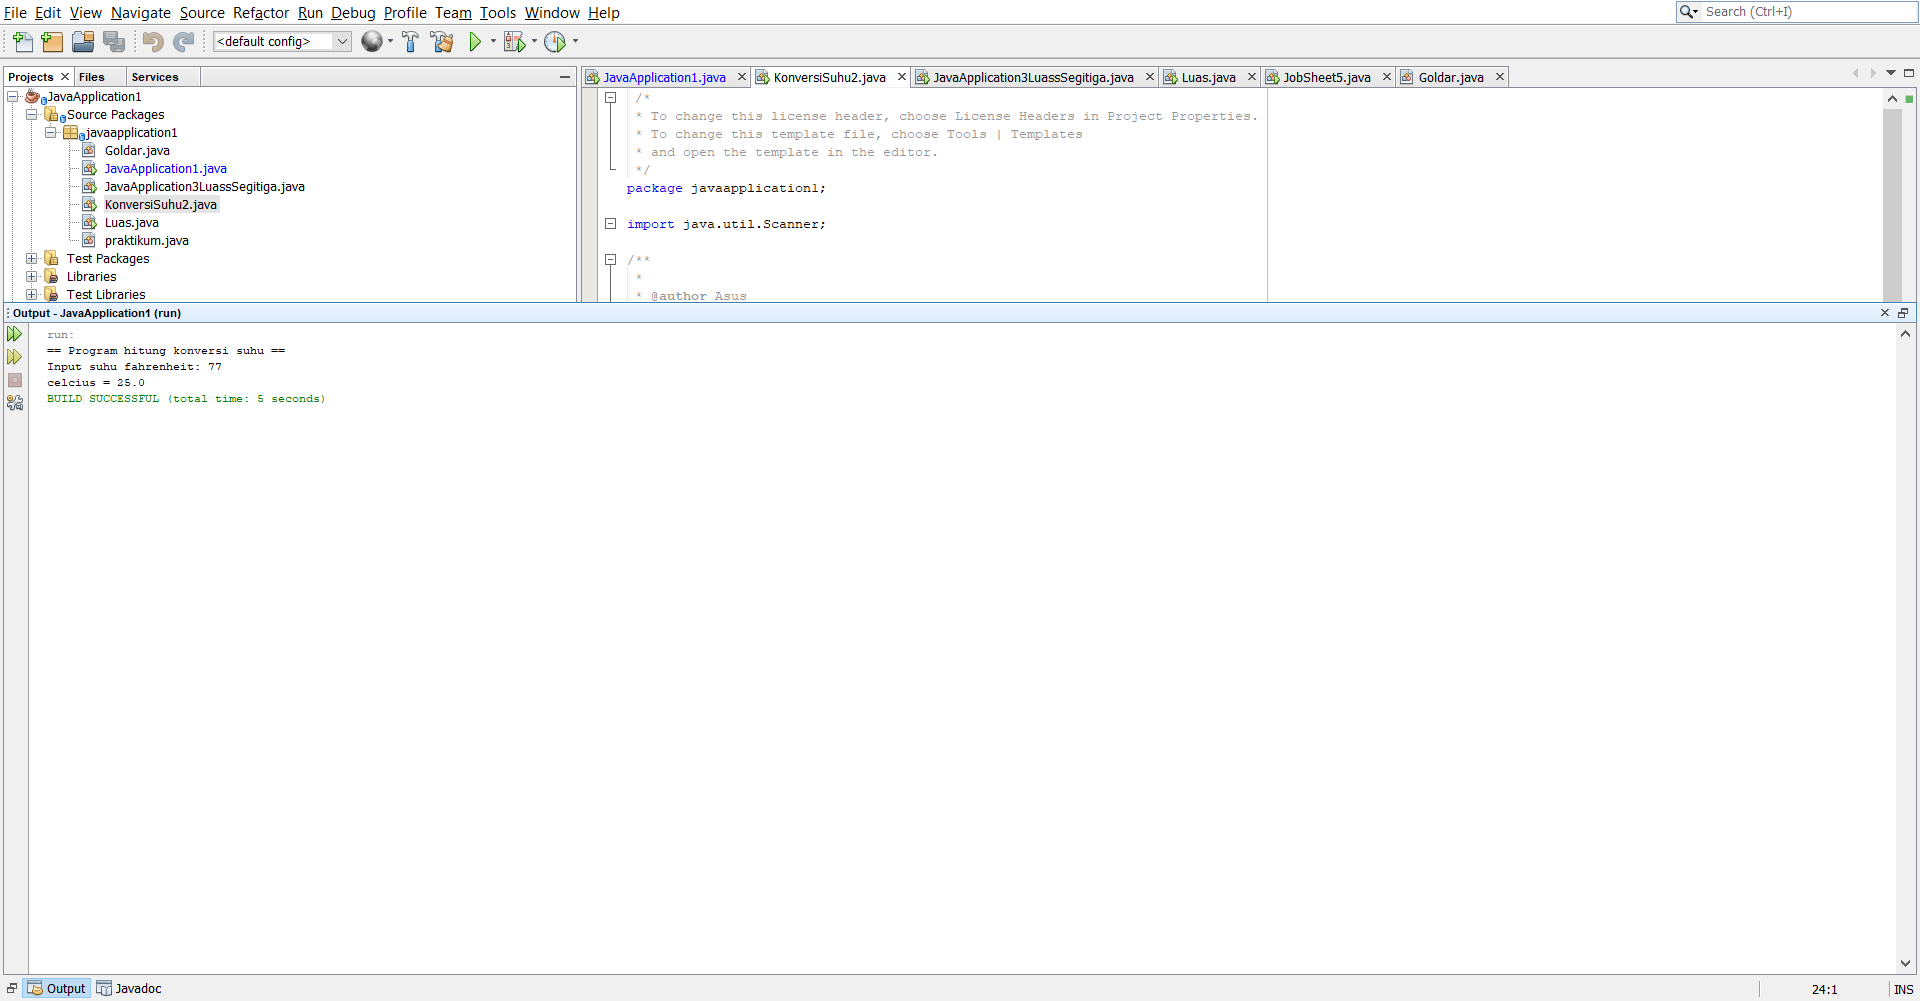 File Edit View Navigate Source Refactor Run Debug Profile Team Tools Window Help
Search (Ctrl+I)
<default config>
Projects Files Services
JavaApplication1.java KonversiSuhu2.java JavaApplication3LuassSegitiga.java Luas.java JobSheet5.java Goldar.java
JavaApplication1
Source Packages
javaapplication1
Goldar.java
JavaApplication1.java
JavaApplication3LuassSegitiga.java
KonversiSuhu2.java
Luas.java
praktikum.java
Test Packages
Libraries
Test Libraries
/*
* To change this license header, choose License Headers in Project Properties.
* To change this template file, choose Tools | Templates
* and open the template in the editor.
*/
package javaapplication1;
import java.util.Scanner;
/**
*
* @author Asus
Output - JavaApplication1 (run)
run:
== Program hitung konversi suhu ==
Input suhu fahrenheit: 77
celcius = 25.0
BUILD SUCCESSFUL (total time: 5 seconds)
Output Javadoc
24:1 INS